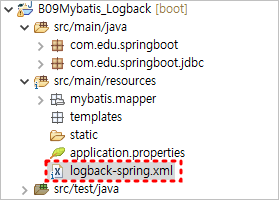 B09Mybatis_Logback [boot]
src/main/java
com.edu.springboot
com.edu.springboot.jdbc
src/main/resources
mybatis.mapper
templates
static
application.properties
logback-spring.xml
src/test/java